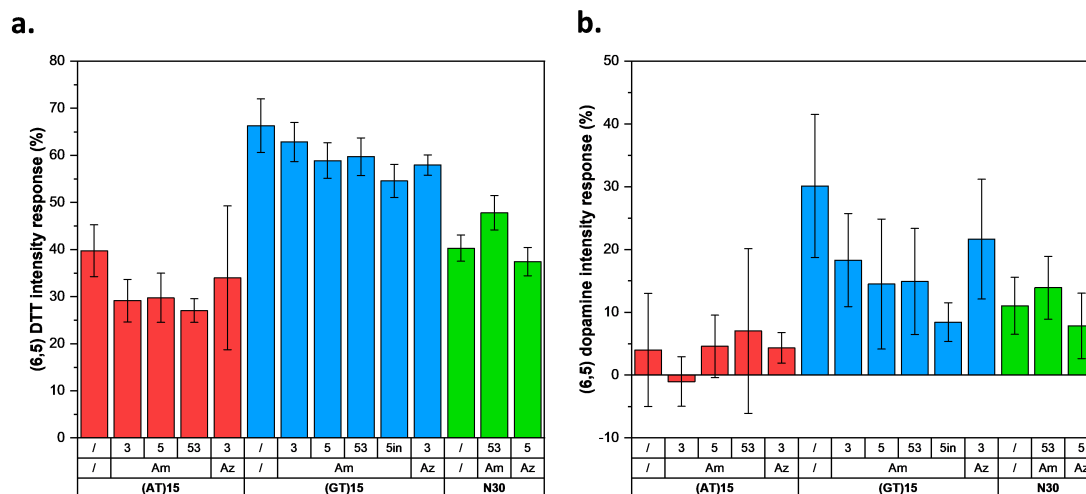 a.
(6,5) DTT intensity response (%)
80
70
60
50
40
30
20
10
0
/ 3 5 53 3 / 3 5 53 5in 3 / 53 5
/ Am Az / Am Az / Am Az
(AT)15 (GT)15 N30
b.
(6,5) dopamine intensity response (%)
50
40
30
20
10
0
-10
/ 3 5 53 3 / 3 5 53 5in 3 / 53 5
/ Am Az / Am Az / Am Az
(AT)15 (GT)15 N30